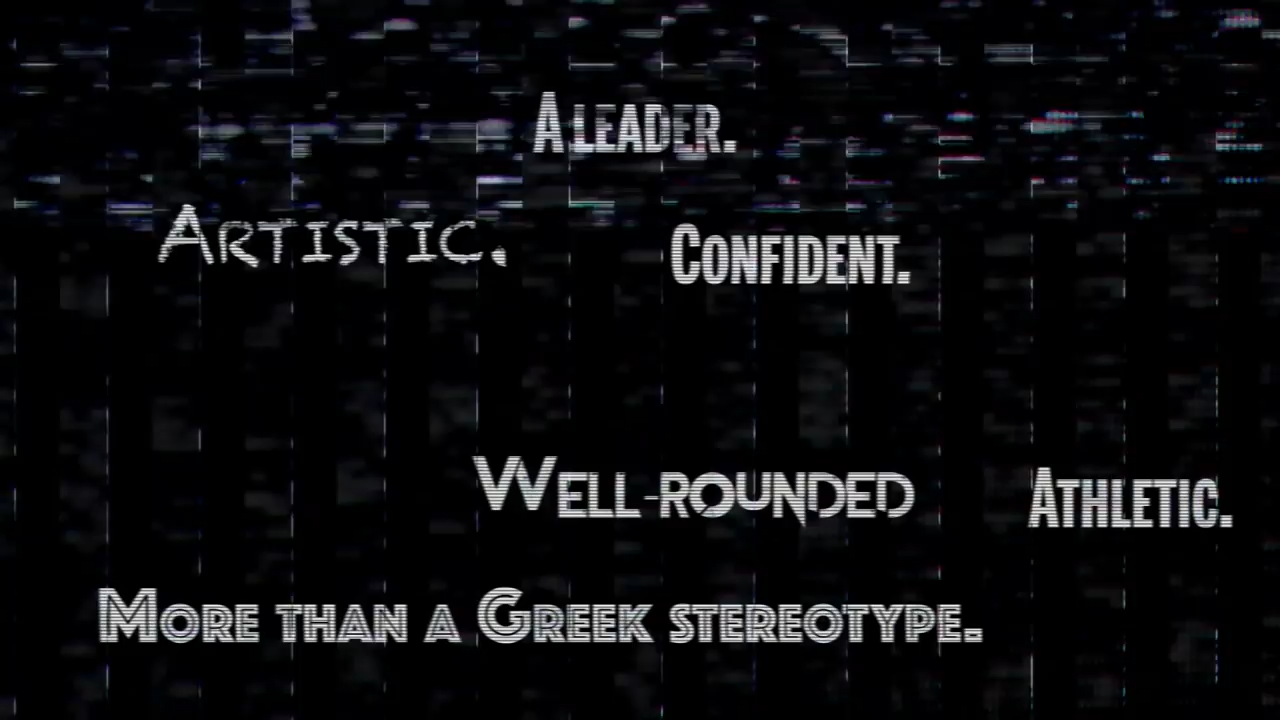 A leader.
Artistic.
Confident.
Well-rounded
Athletic.
More than a Greek stereotype.